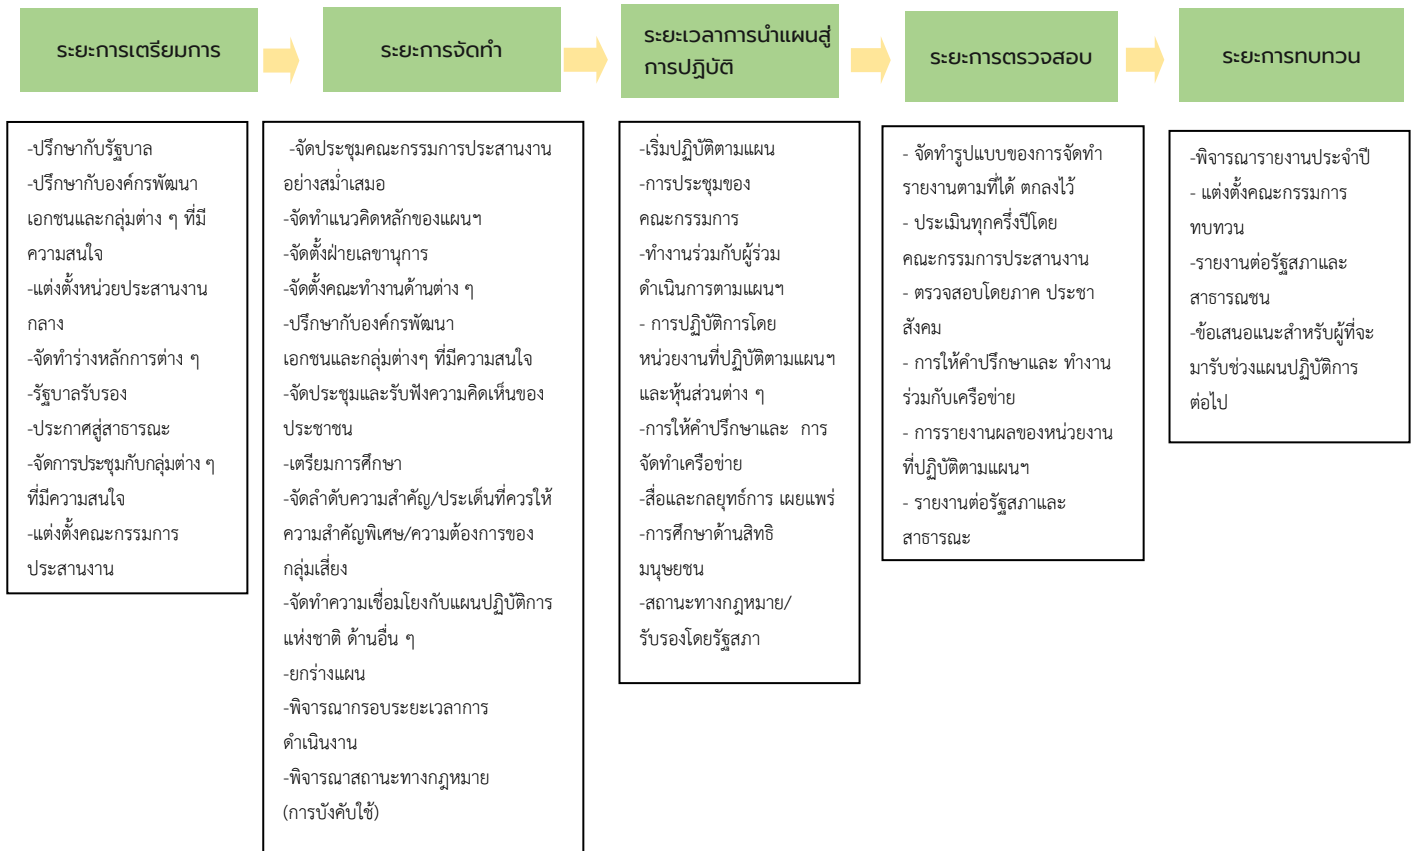 ระยะการเตรียมการ
ระยะการจัดทำ
ระยะเวลาการนำแผนสู่
การปฏิบัติ
ระยะการตรวจสอบ
ระยะการทบทวน
-ปรึกษากับรัฐบาล
-ปรึกษากับองค์กรพัฒนา
เอกชนและกลุ่มต่าง ๆ ที่มี
ความสนใจ
-แต่งตั้งหน่วยประสานงาน
กลาง
-จัดทำร่างหลักการต่าง ๆ
-รัฐบาลรับรอง
-ประกาศสู่สาธารณะ
-จัดการประชุมกับกลุ่มต่าง ๆ
ที่มีความสนใจ
-แต่งตั้งคณะกรรมการ
ประสานงาน
-จัดประชุมคณะกรรมการประสานงาน
อย่างสม่ำเสมอ
-จัดทำแนวคิดหลักของแผนฯ
-จัดตั้งฝ่ายเลขานุการ
-จัดตั้งคณะทำงานด้านต่าง ๆ
-ปรึกษากับองค์กรพัฒนา
เอกชนและกลุ่มต่างๆ ที่มีความสนใจ
-จัดประชุมและรับฟังความคิดเห็นของ
ประชาชน
-เตรียมการศึกษา
-จัดลำดับความสำคัญ/ประเด็นที่ควรให้
ความสำคัญพิเศษ/ความต้องการของ
กลุ่มเสี่ยง
-จัดทำความเชื่อมโยงกับแผนปฏิบัติการ
แห่งชาติ ด้านอื่น ๆ
-ยกร่างแผน
-พิจารณากรอบระยะเวลาการ
ดำเนินงาน
-พิจารณาสถานะทางกฎหมาย
(การบังคับใช้)
-เริ่มปฏิบัติตามแผน
-การประชุมของ
คณะกรรมการ
-ทำงานร่วมกับผู้ร่วม
ดำเนินการตามแผนฯ
- การปฏิบัติการโดย
หน่วยงานที่ปฏิบัติตามแผนฯ
และหุ้นส่วนต่าง ๆ
-การให้คำปรึกษาและ การ
จัดทำเครือข่าย
-สื่อและกลยุทธ์การ เผยแพร่
-การศึกษาด้านสิทธิ
มนุษยชน
-สถานะทางกฎหมาย/
รับรองโดยรัฐสภา
- จัดทำรูปแบบของการจัดทำ
รายงานตามที่ได้ ตกลงไว้
- ประเมินทุกครึ่งปีโดย
คณะกรรมการประสานงาน
- ตรวจสอบโดยภาค ประชา
สังคม
- การให้คำปรึกษาและ ทำงาน
ร่วมกับเครือข่าย
- การรายงานผลของหน่วยงาน
ที่ปฏิบัติตามแผนฯ
- รายงานต่อรัฐสภาและ
สาธารณะ
-พิจารณารายงานประจำปี
- แต่งตั้งคณะกรรมการ
ทบทวน
-รายงานต่อรัฐสภาและ
สาธารณชน
-ข้อเสนอแนะสำหรับผู้ที่จะ
มารับช่วงแผนปฏิบัติการ
ต่อไป